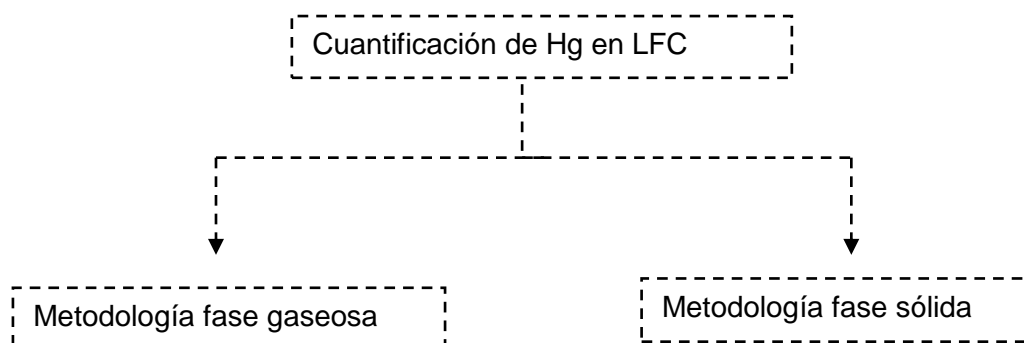 Cuantificación de Hg en LFC
Metodología fase gaseosa
Metodología fase sólida